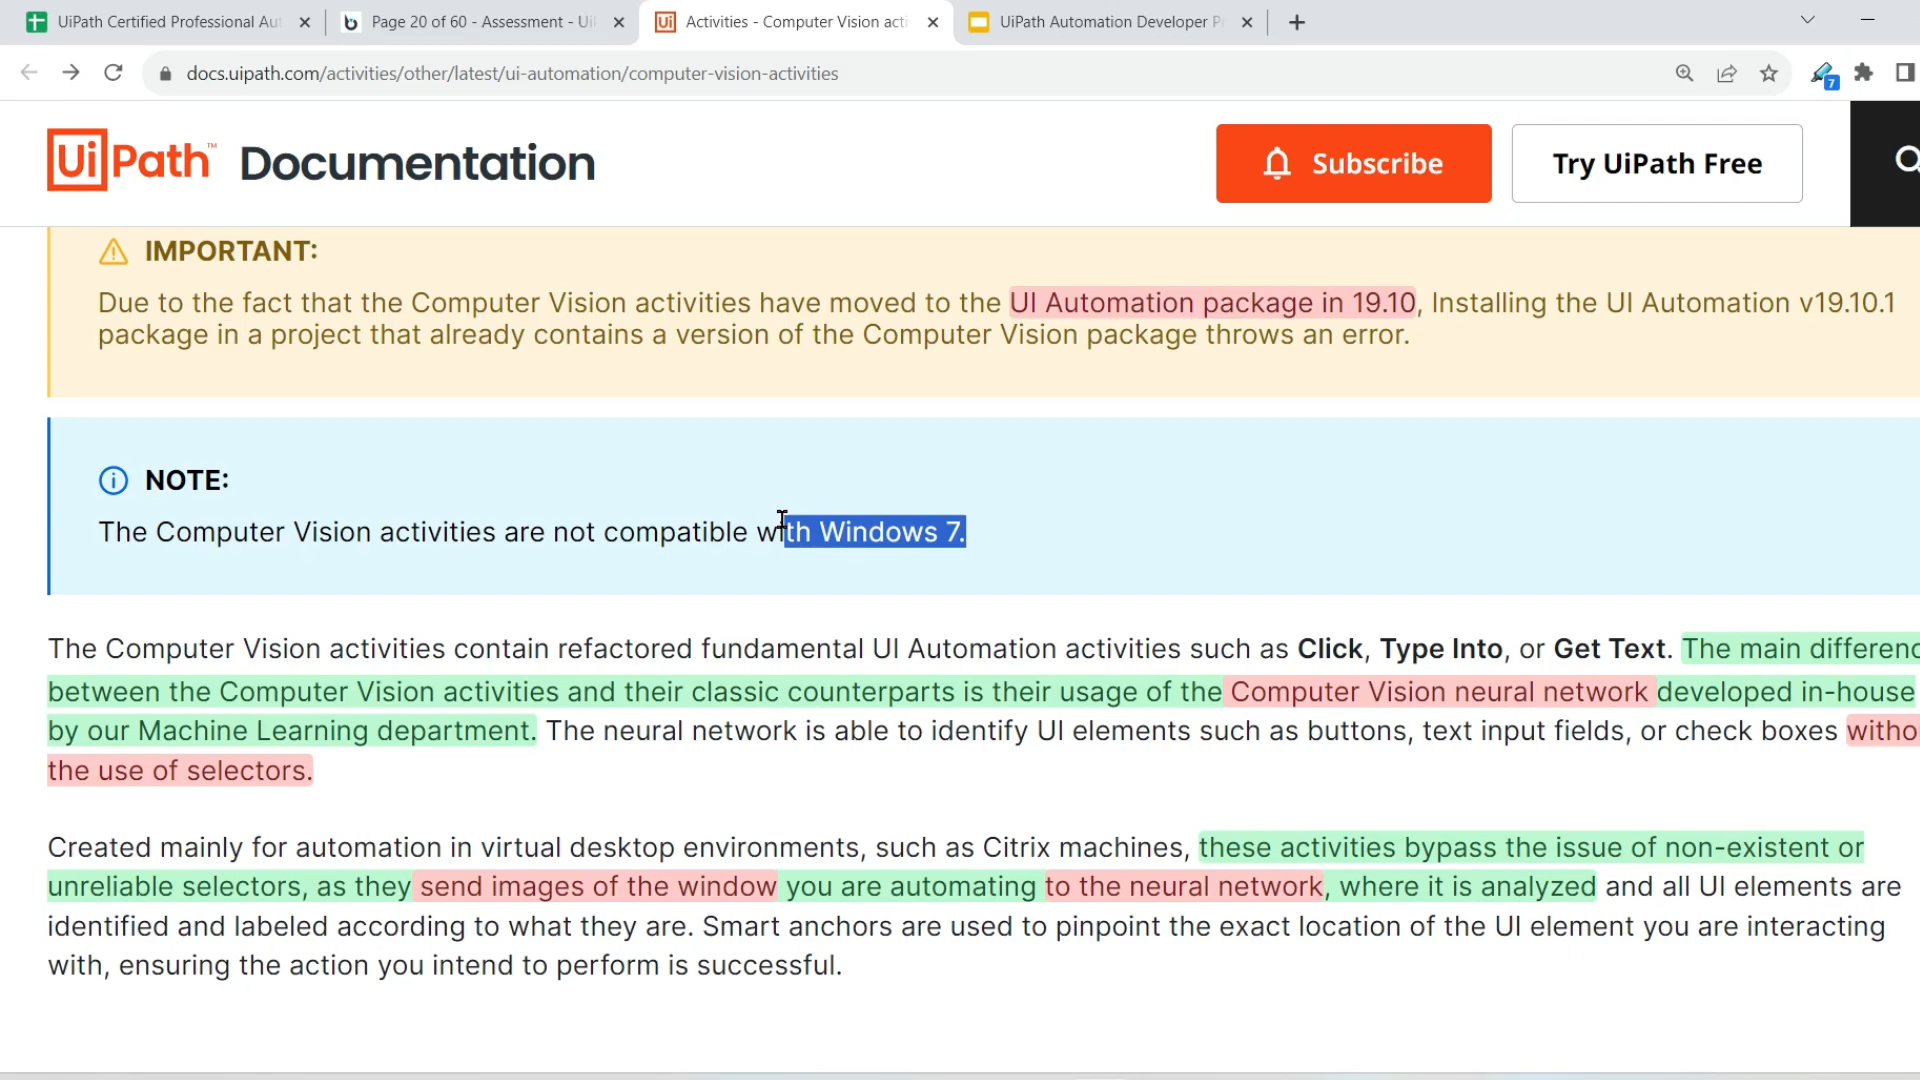 UiPath Certified Professional Aut
Page 20 of 60 - Assessment - Ui
Activities - Computer Vision acti
UiPath Automation Developer Pr
docs.uipath.com/activities/other/latest/ui-automation/computer-vision-activities
7
UiPath™ Documentation
Subscribe
Try UiPath Free
IMPORTANT:
Due to the fact that the Computer Vision activities have moved to the UI Automation package in 19.10, Installing the UI Automation v19.10.1
package in a project that already contains a version of the Computer Vision package throws an error.
NOTE:
The Computer Vision activities are not compatible with Windows 7.
The Computer Vision activities contain refactored fundamental UI Automation activities such as Click, Type Into, or Get Text. The main differenc
between the Computer Vision activities and their classic counterparts is their usage of the Computer Vision neural network developed in-house
by our Machine Learning department. The neural network is able to identify UI elements such as buttons, text input fields, or check boxes witho
the use of selectors.
Created mainly for automation in virtual desktop environments, such as Citrix machines, these activities bypass the issue of non-existent or
unreliable selectors, as they send images of the window you are automating to the neural network, where it is analyzed and all UI elements are
identified and labeled according to what they are. Smart anchors are used to pinpoint the exact location of the UI element you are interacting
with, ensuring the action you intend to perform is successful.